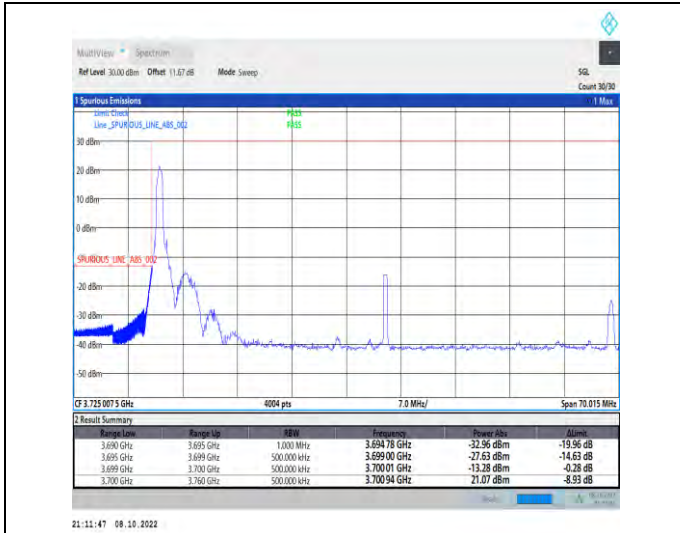 MultiView Spectrum
Ref Level 30.00 dBm Offset 11.67 dB Mode Sweep SGL
Count 30/30
1 Spurious Emissions 1 Max
Limit Check PASS
Line _SPURIOUS_LINE_ABS_002 PASS
30 dBm
20 dBm
10 dBm
0 dBm
_SPURIOUS_LINE_ABS_002
-20 dBm
-30 dBm
-40 dBm
-50 dBm
CF 3.725 007 5 GHz 4004 pts 7.0 MHz/ Span 70.015 MHz
2 Result Summary
Range Low Range Up RBW Frequency Power Abs ΔLimit
3.690 GHz 3.695 GHz 1.000 MHz 3.694 78 GHz -32.96 dBm -19.96 dB
3.695 GHz 3.699 GHz 500.000 kHz 3.699 00 GHz -27.63 dBm -14.63 dB
3.699 GHz 3.700 GHz 500.000 kHz 3.700 01 GHz -13.28 dBm -0.28 dB
3.700 GHz 3.760 GHz 500.000 kHz 3.700 94 GHz 21.07 dBm -8.93 dB
21:11:47 08.10.2022